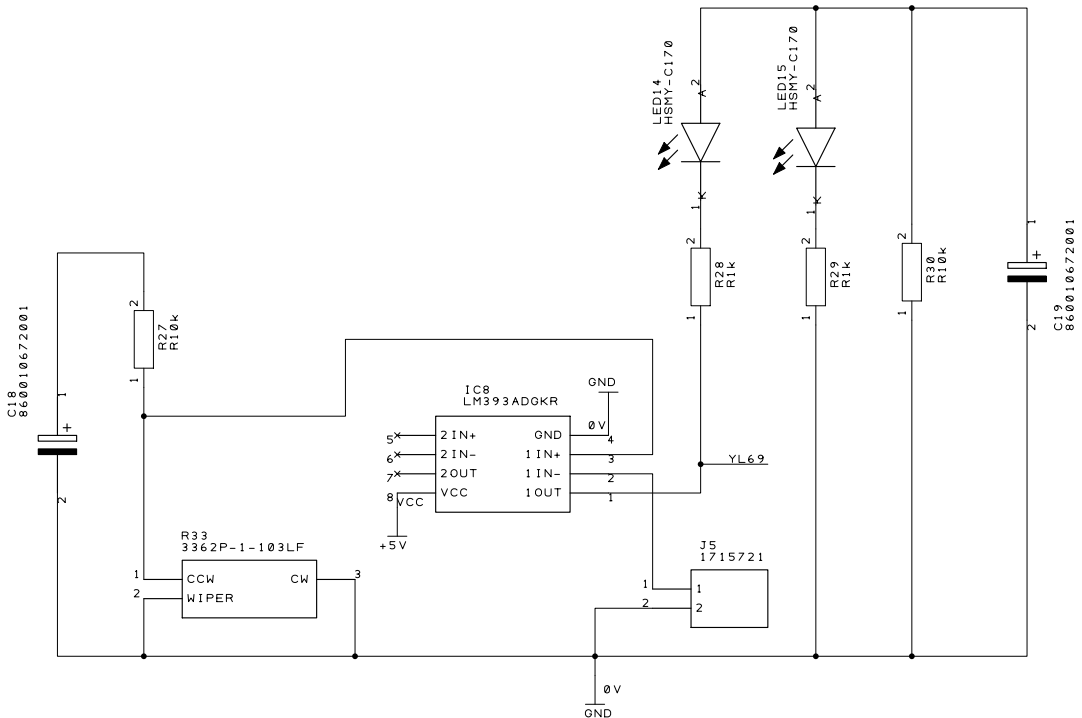 LED14
HSMY-C170
2
A
K
1
LED15
HSMY-C170
2
A
K
1
2
R28
R1k
1
2
R29
R1k
1
2
R30
R10k
1
1
+
C19
860010672001
2
2
R27
R10k
1
C18
860010672001
1
+
2
IC8
LM393ADGKR
GND
0V
5
2IN+
GND
4
6
2IN-
1IN+
3
7
2OUT
1IN-
2
8
VCC
VCC
1OUT
1
+5V
YL69
R33
3362P-1-103LF
1
CCW
CW
3
2
WIPER
J5
1715721
1
1
2
2
0V
GND